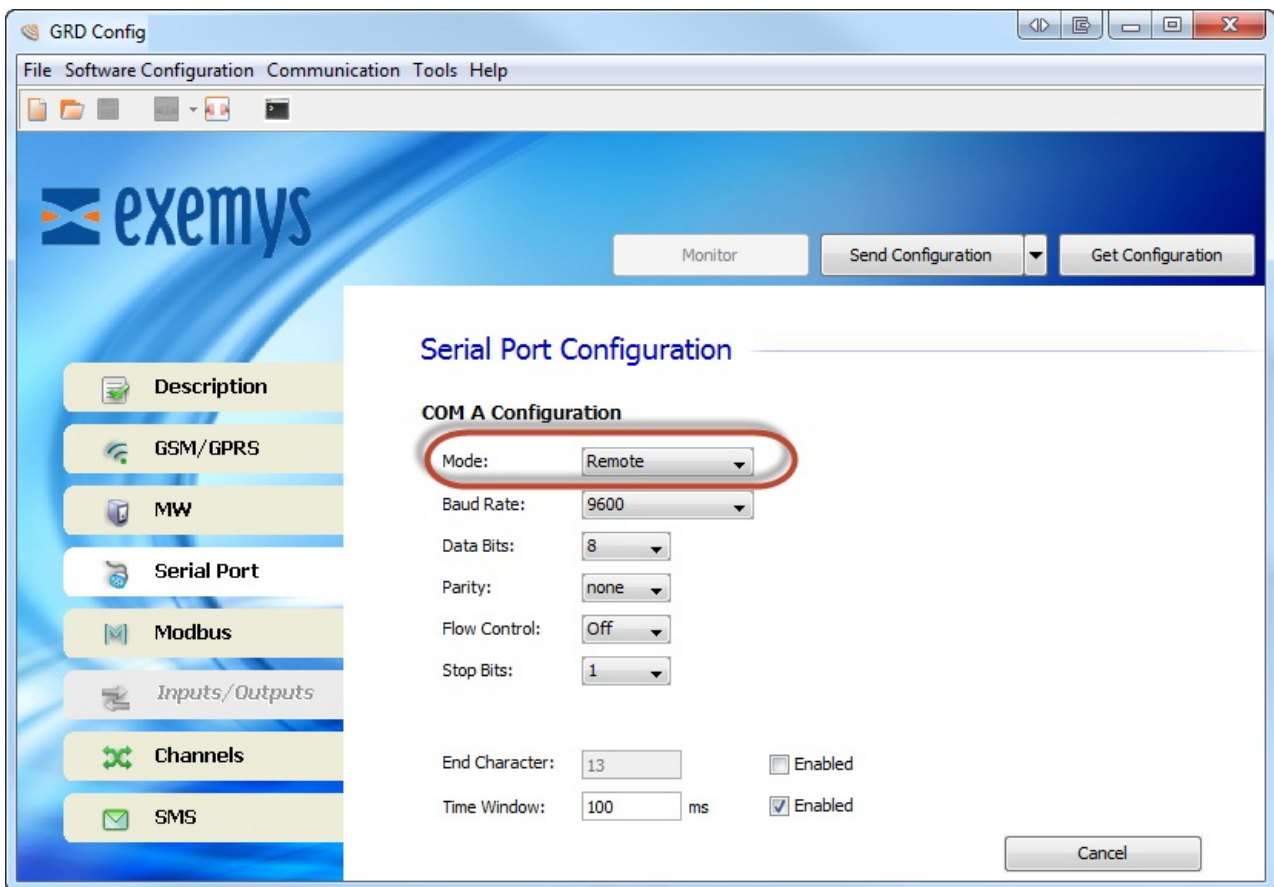 GRD Config
File Software Configuration Communication Tools Help
exemys
Monitor Send Configuration Get Configuration
Serial Port Configuration
Description
COM A Configuration
GSM/GPRS
Mode: Remote
MW
Baud Rate: 9600
Data Bits: 8
Serial Port
Parity: none
Modbus
Flow Control: Off
Stop Bits: 1
Inputs/Outputs
Channels
End Character: 13 Enabled
SMS
Time Window: 100 ms Enabled
Cancel